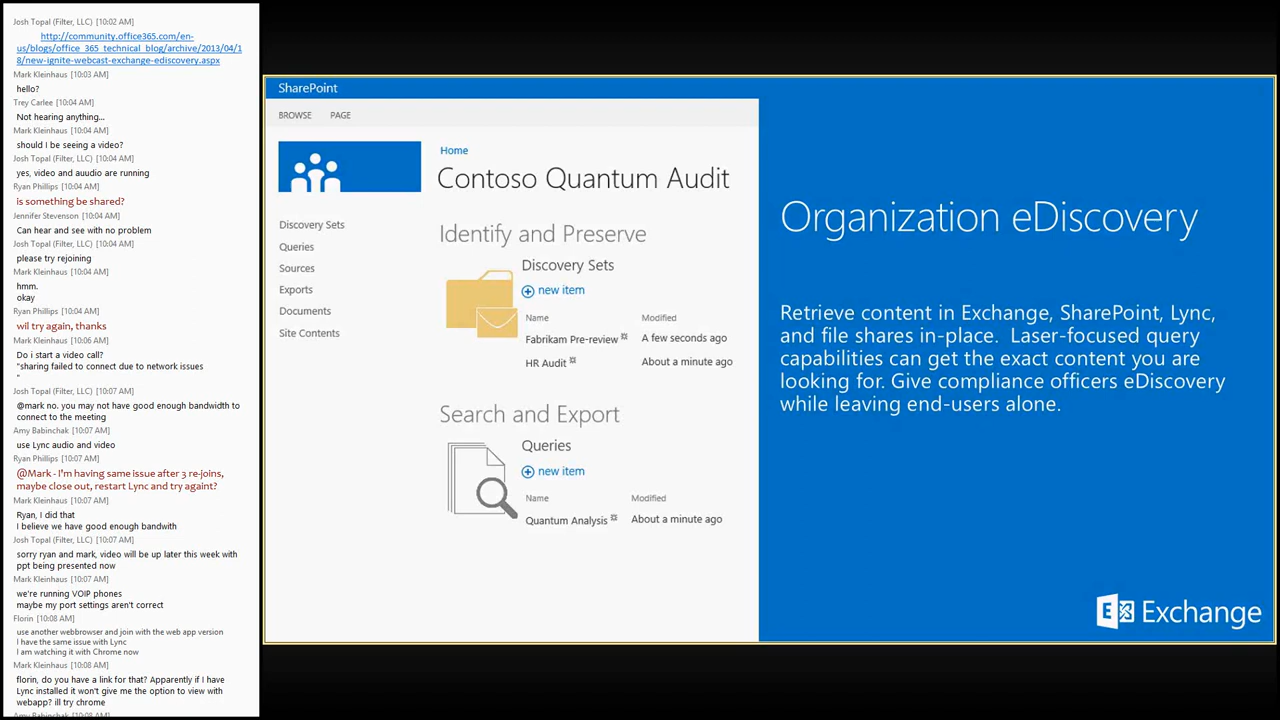 Josh Topal (Filter, LLC) [10:02 AM]
http://community.office365.com/en-
us/blogs/office_365_technical_blog/archive/2013/04/1
8/new-ignite-webcast-exchange-ediscovery.aspx
Mark Kleinhaus [10:03 AM]
hello?
Trey Carlee [10:04 AM]
Not hearing anything...
Mark Kleinhaus [10:04 AM]
should I be seeing a video?
Josh Topal (Filter, LLC) [10:04 AM]
yes, video and auudio are running
Ryan Phillips [10:04 AM]
is something be shared?
Jennifer Stevenson [10:04 AM]
Can hear and see with no problem
Josh Topal (Filter, LLC) [10:04 AM]
please try rejoining
Mark Kleinhaus [10:04 AM]
hmm.
okay
Ryan Phillips [10:04 AM]
wil try again, thanks
Mark Kleinhaus [10:06 AM]
Do i start a video call?
"sharing failed to connect due to network issues
"
Josh Topal (Filter, LLC) [10:07 AM]
@mark no. you may not have good enough bandwidth to
connect to the meeting
Amy Babinchak [10:07 AM]
use Lync audio and video
Ryan Phillips [10:07 AM]
@Mark - I'm having same issue after 3 re-joins,
maybe close out, restart Lync and try againt?
Mark Kleinhaus [10:07 AM]
Ryan, I did that
I believe we have good enough bandwith
Josh Topal (Filter, LLC) [10:07 AM]
sorry ryan and mark, video will be up later this week with
ppt being presented now
Mark Kleinhaus [10:07 AM]
we're running VOIP phones
maybe my port settings aren't correct
Florin [10:08 AM]
use another webbrowser and join with the web app version
I have the same issue with Lync
I am watching it with Chrome now
Mark Kleinhaus [10:08 AM]
florin, do you have a link for that? Apparently if I have
Lync installed it won't give me the option to view with
webapp? ill try chrome
Amy Babinchak [10:08 AM]
SharePoint
BROWSE PAGE
Home
Contoso Quantum Audit
Discovery Sets
Queries
Sources
Exports
Documents
Site Contents
Identify and Preserve
Discovery Sets
new item
Name Modified
Fabrikam Pre-review A few seconds ago
HR Audit About a minute ago
Search and Export
Queries
new item
Name Modified
Quantum Analysis About a minute ago
Organization eDiscovery
Retrieve content in Exchange, SharePoint, Lync,
and file shares in-place. Laser-focused query
capabilities can get the exact content you are
looking for. Give compliance officers eDiscovery
while leaving end-users alone.
Exchange